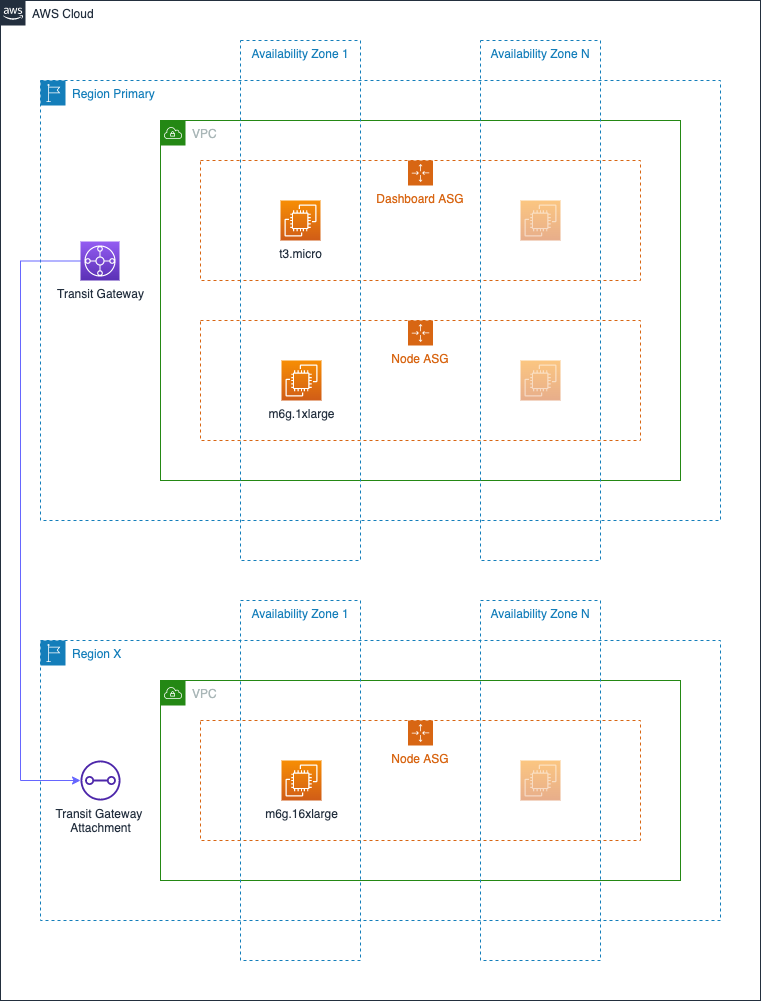 aws
AWS Cloud
Availability Zone 1
Availability Zone N
Region Primary
VPC
Dashboard ASG
t3.micro
Transit Gateway
Node ASG
m6g.1xlarge
Availability Zone 1
Availability Zone N
Region X
VPC
Node ASG
m6g.16xlarge
Transit Gateway
Attachment